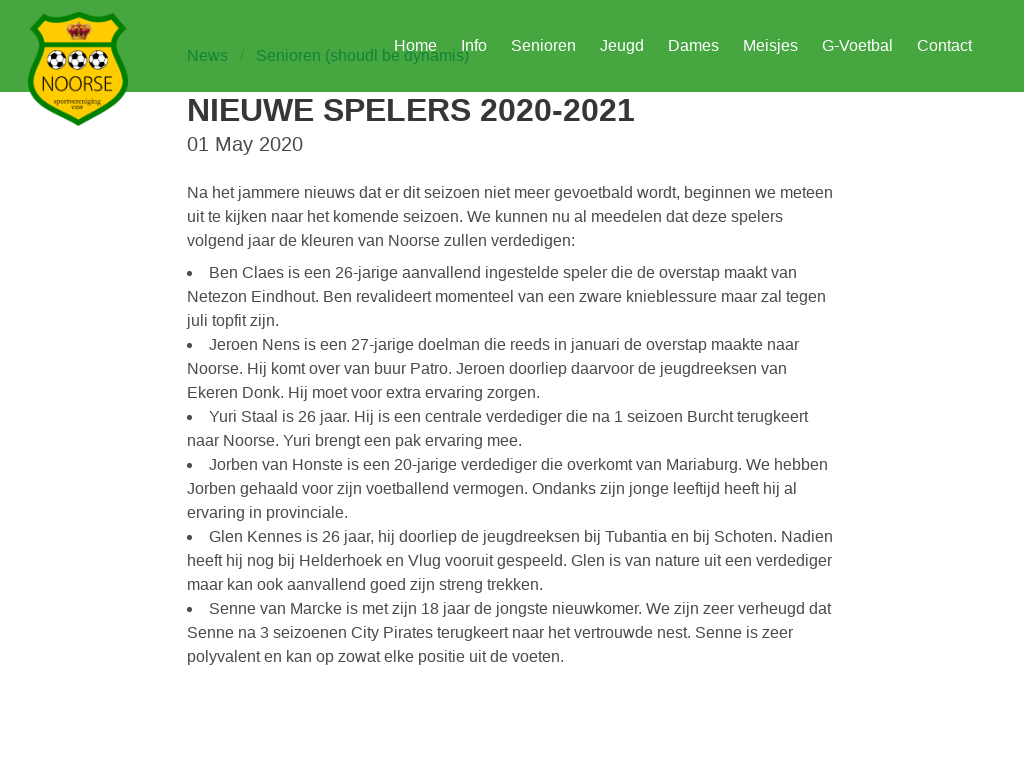 NOORSE
sportvereniging
vzw
Home Info Senioren Jeugd Dames Meisjes G-Voetbal Contact
News / Senioren (shoudl be dynamis)
NIEUWE SPELERS 2020-2021
01 May 2020
Na het jammere nieuws dat er dit seizoen niet meer gevoetbald wordt, beginnen we meteen
uit te kijken naar het komende seizoen. We kunnen nu al meedelen dat deze spelers
volgend jaar de kleuren van Noorse zullen verdedigen:
• Ben Claes is een 26-jarige aanvallend ingestelde speler die de overstap maakt van
Netezon Eindhout. Ben revalideert momenteel van een zware knieblessure maar zal tegen
juli topfit zijn.
• Jeroen Nens is een 27-jarige doelman die reeds in januari de overstap maakte naar
Noorse. Hij komt over van buur Patro. Jeroen doorliep daarvoor de jeugdreeksen van
Ekeren Donk. Hij moet voor extra ervaring zorgen.
• Yuri Staal is 26 jaar. Hij is een centrale verdediger die na 1 seizoen Burcht terugkeert
naar Noorse. Yuri brengt een pak ervaring mee.
• Jorben van Honste is een 20-jarige verdediger die overkomt van Mariaburg. We hebben
Jorben gehaald voor zijn voetballend vermogen. Ondanks zijn jonge leeftijd heeft hij al
ervaring in provinciale.
• Glen Kennes is 26 jaar, hij doorliep de jeugdreeksen bij Tubantia en bij Schoten. Nadien
heeft hij nog bij Helderhoek en Vlug vooruit gespeeld. Glen is van nature uit een verdediger
maar kan ook aanvallend goed zijn streng trekken.
• Senne van Marcke is met zijn 18 jaar de jongste nieuwkomer. We zijn zeer verheugd dat
Senne na 3 seizoenen City Pirates terugkeert naar het vertrouwde nest. Senne is zeer
polyvalent en kan op zowat elke positie uit de voeten.